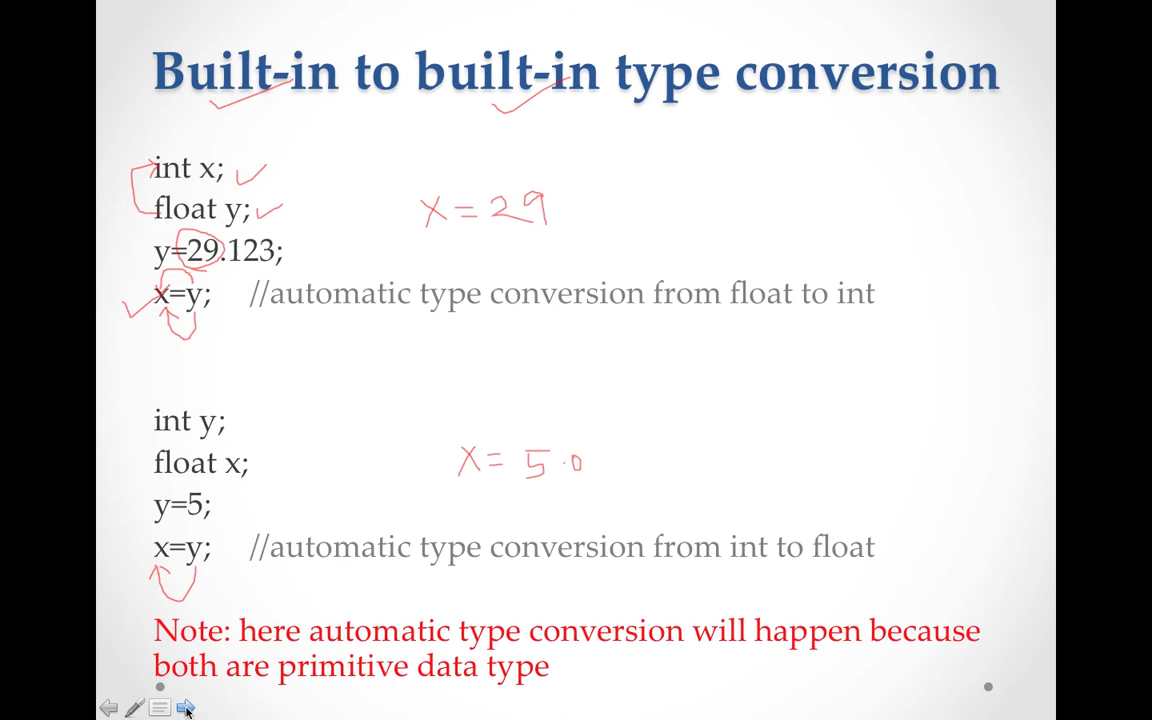 Built-in to built-in type conversion
int x;
float y;
x = 29
y=29.123;
x=y; //automatic type conversion from float to int
int y;
float x;
x = 5.0
y=5;
x=y; //automatic type conversion from int to float
Note: here automatic type conversion will happen because
both are primitive data type